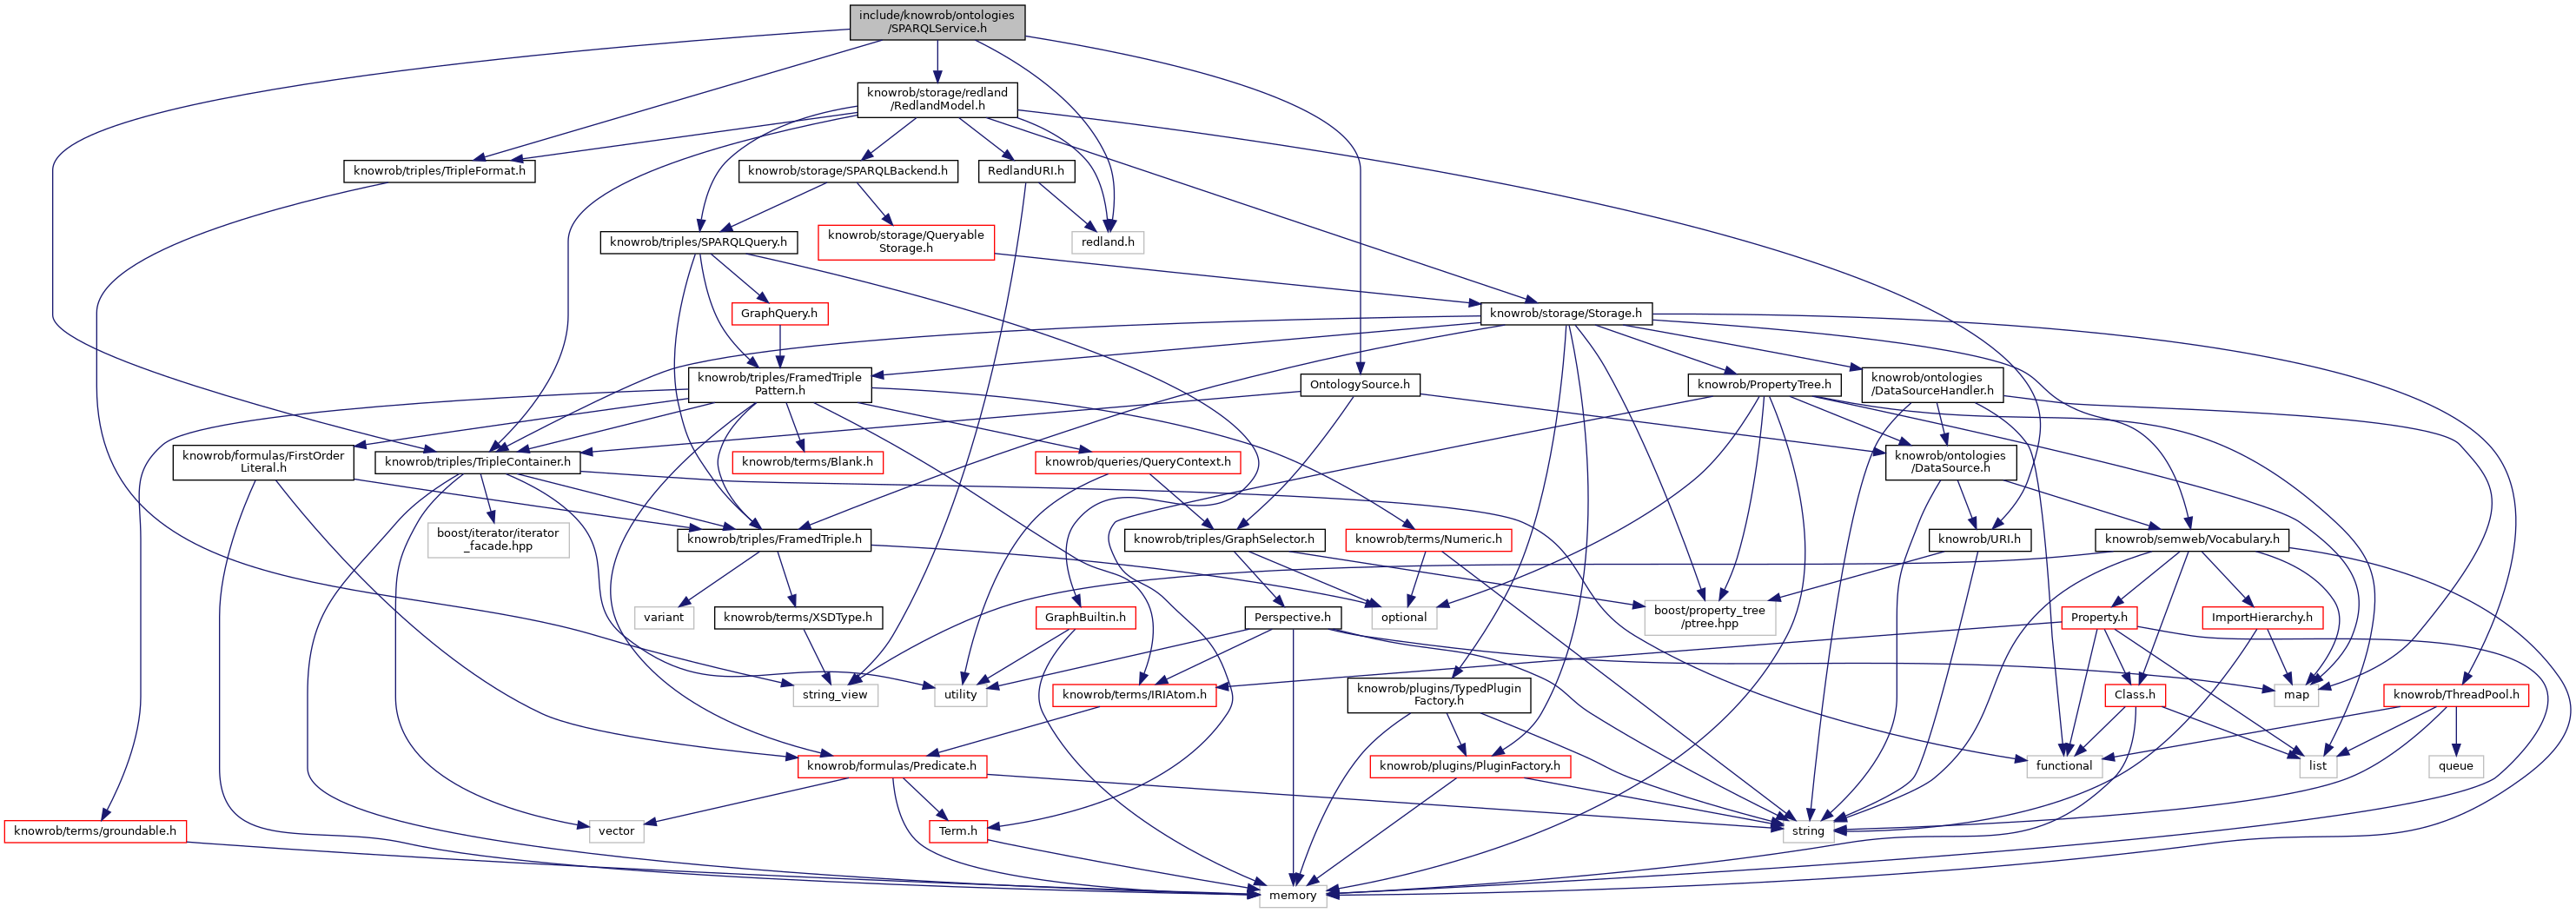 include/knowrob/ontologies
/SPARQLService.h
knowrob/storage/redland
/RedlandModel.h
knowrob/triples/TripleFormat.h
knowrob/storage/SPARQLBackend.h
RedlandURI.h
knowrob/triples/SPARQLQuery.h
knowrob/storage/Queryable
Storage.h
redland.h
GraphQuery.h
knowrob/storage/Storage.h
knowrob/triples/FramedTriple
Pattern.h
OntologySource.h
knowrob/PropertyTree.h
knowrob/ontologies
/DataSourceHandler.h
knowrob/formulas/FirstOrder
Literal.h
knowrob/triples/TripleContainer.h
knowrob/terms/Blank.h
knowrob/queries/QueryContext.h
knowrob/ontologies
/DataSource.h
boost/iterator/iterator
_facade.hpp
knowrob/triples/FramedTriple.h
knowrob/triples/GraphSelector.h
knowrob/terms/Numeric.h
knowrob/URI.h
knowrob/semweb/Vocabulary.h
variant
knowrob/terms/XSDType.h
GraphBuiltin.h
Perspective.h
optional
boost/property_tree
/ptree.hpp
Property.h
ImportHierarchy.h
string_view
utility
knowrob/terms/IRIAtom.h
knowrob/plugins/TypedPlugin
Factory.h
Class.h
map
knowrob/ThreadPool.h
knowrob/formulas/Predicate.h
knowrob/plugins/PluginFactory.h
functional
list
queue
knowrob/terms/groundable.h
vector
Term.h
string
memory